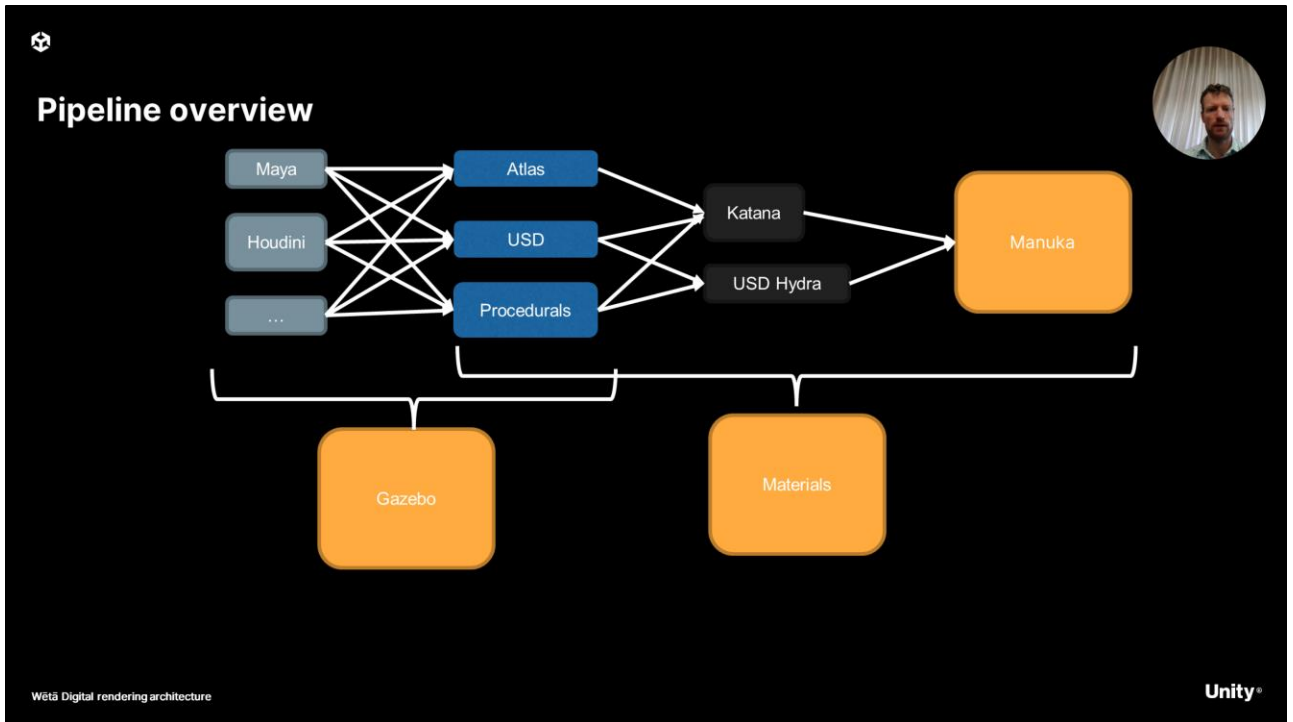 Pipeline overview
Maya
Atlas
Katana
Manuka
Houdini
USD
USD Hydra
...
Procedurals
Gazebo
Materials
Wētā Digital rendering architecture
Unity®